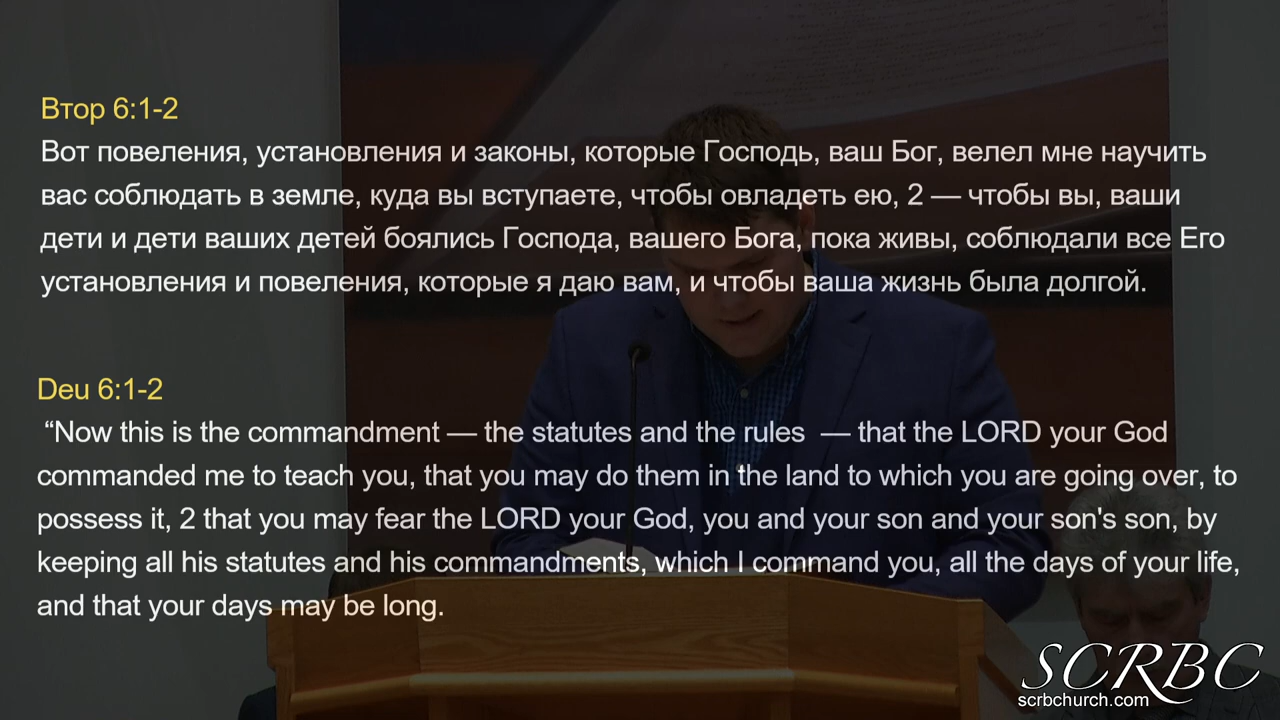 Втор 6:1-2
Вот повеления, установления и законы, которые Господь, ваш Бог, велел мне научить
вас соблюдать в земле, куда вы вступаете, чтобы овладеть ею, 2 — чтобы вы, ваши
дети и дети ваших детей боялись Господа, вашего Бога, пока живы, соблюдали все Его
установления и повеления, которые я даю вам, и чтобы ваша жизнь была долгой.
Deu 6:1-2
“Now this is the commandment — the statutes and the rules  — that the LORD your God
commanded me to teach you, that you may do them in the land to which you are going over, to
possess it, 2 that you may fear the LORD your God, you and your son and your son's son, by
keeping all his statutes and his commandments, which I command you, all the days of your life,
and that your days may be long.
SCRBC
scrbchurch.com